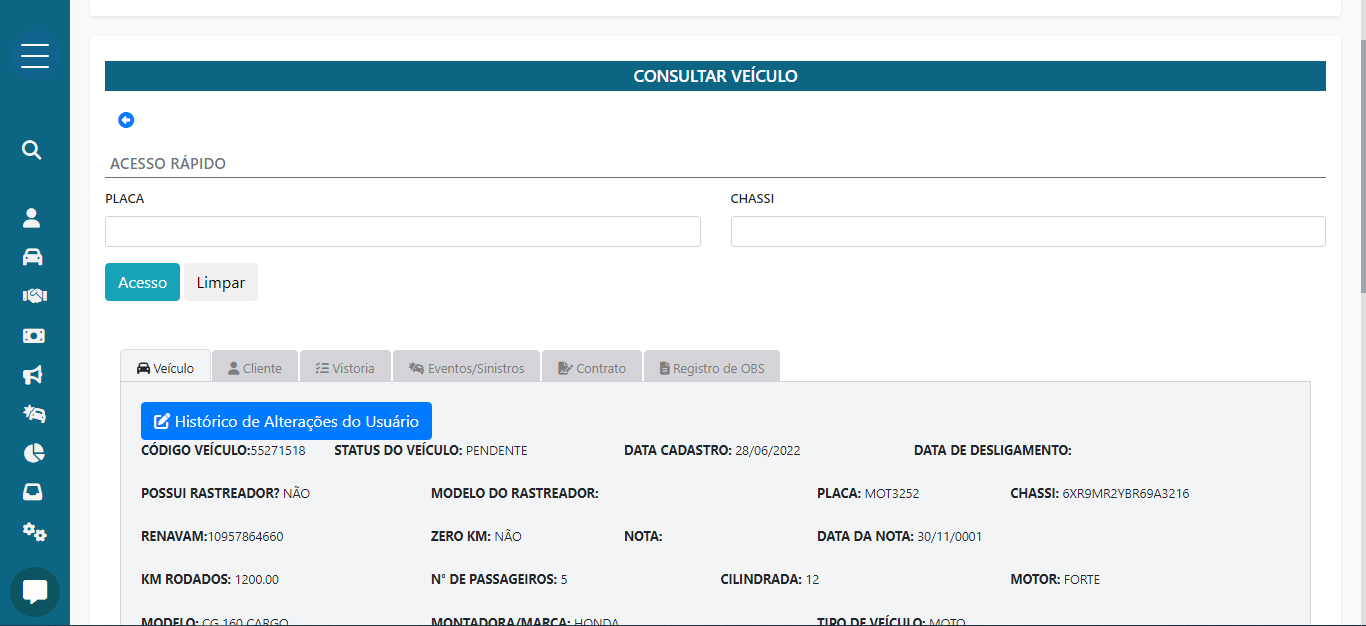 CONSULTAR VEÍCULO
ACESSO RÁPIDO
PLACA CHASSI
Acesso Limpar
Veículo Cliente Vistoria Eventos/Sinistros Contrato Registro de OBS
Histórico de Alterações do Usuário
CÓDIGO VEÍCULO:55271518 STATUS DO VEÍCULO: PENDENTE DATA CADASTRO: 28/06/2022 DATA DE DESLIGAMENTO:
POSSUI RASTREADOR? NÃO MODELO DO RASTREADOR: PLACA: MOT3252 CHASSI: 6XR9MR2YBR69A3216
RENAVAM:10957864660 ZERO KM: NÃO NOTA: DATA DA NOTA: 30/11/0001
KM RODADOS: 1200.00 N° DE PASSAGEIROS: 5 CILINDRADA: 12 MOTOR: FORTE
MODELO: CG 160 CARGO MONTADORA/MARCA: HONDA TIPO DE VEÍCULO: MOTO